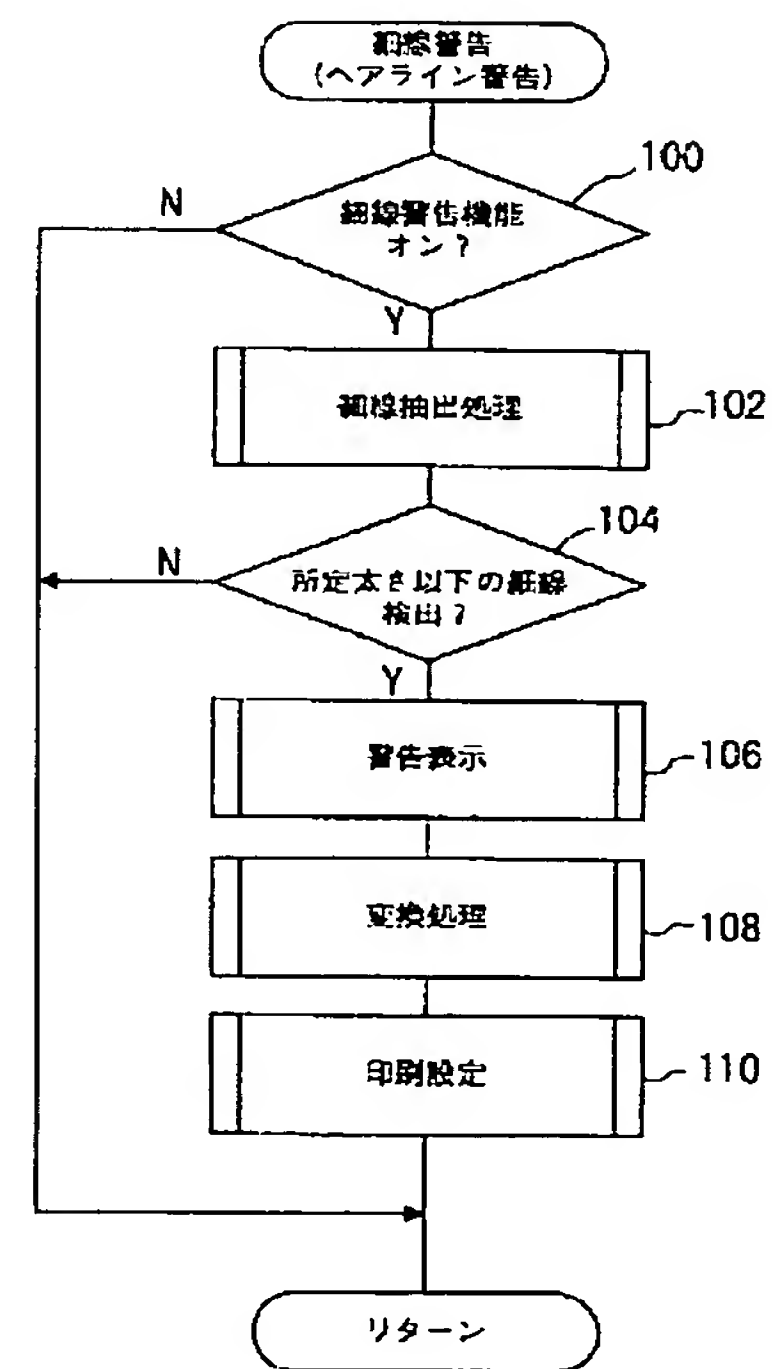 細線警告
(ヘアライン警告)
100
N
細線警告機能
オン?
Y
細線抽出処理
102
104
N
所定太さ以下の細線
検出?
Y
警告表示
106
変換処理
108
印刷設定
110
リターン